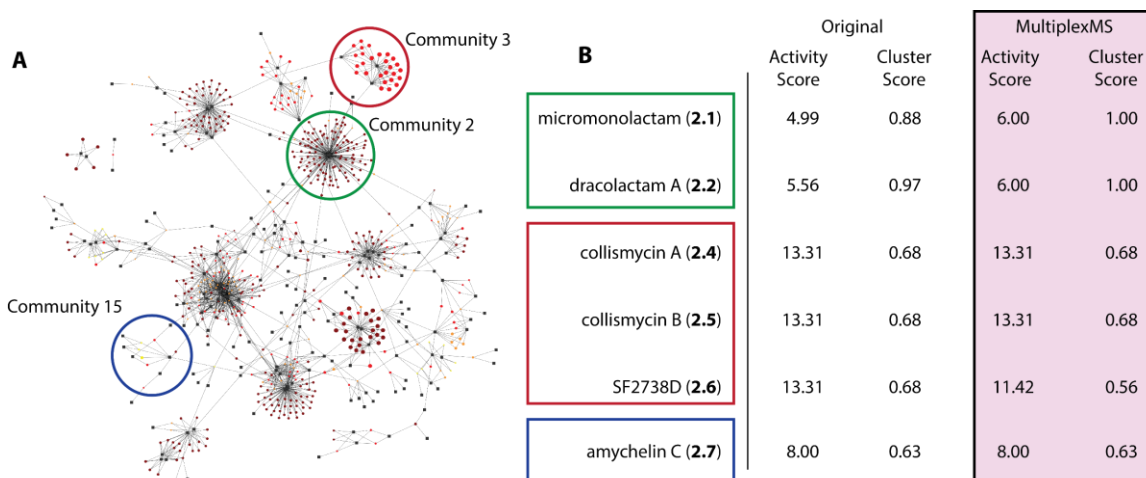 A
Community 3
Community 2
Community 15
B
Original
MultiplexMS
Activity Score
Cluster Score
Activity Score
Cluster Score
micromonolactam (2.1) 4.99 0.88 6.00 1.00
dracolactam A (2.2) 5.56 0.97 6.00 1.00
collismycin A (2.4) 13.31 0.68 13.31 0.68
collismycin B (2.5) 13.31 0.68 13.31 0.68
SF2738D (2.6) 13.31 0.68 11.42 0.56
amychelin C (2.7) 8.00 0.63 8.00 0.63